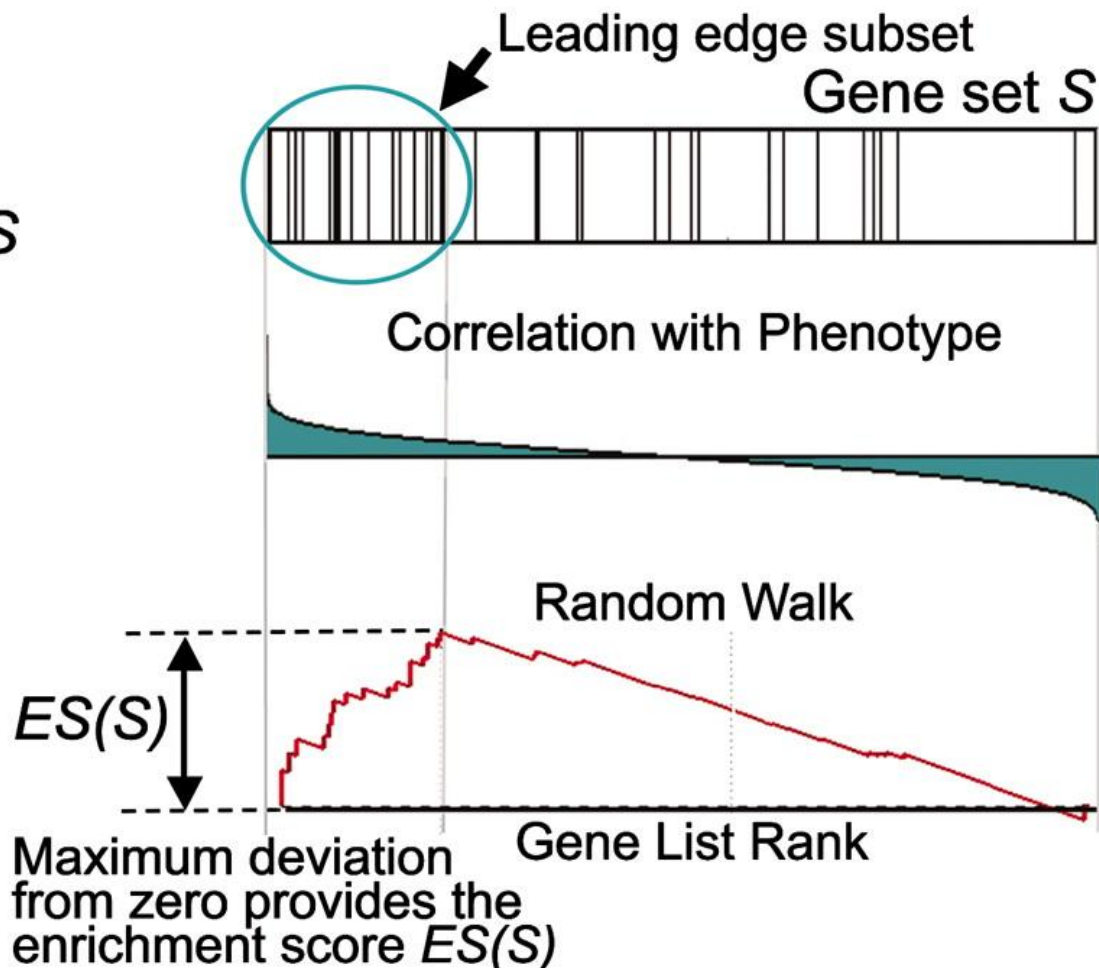 Leading edge subset
Gene set S
S
Correlation with Phenotype
Random Walk
ES(S)
Gene List Rank
Maximum deviation
from zero provides the
enrichment score ES(S)